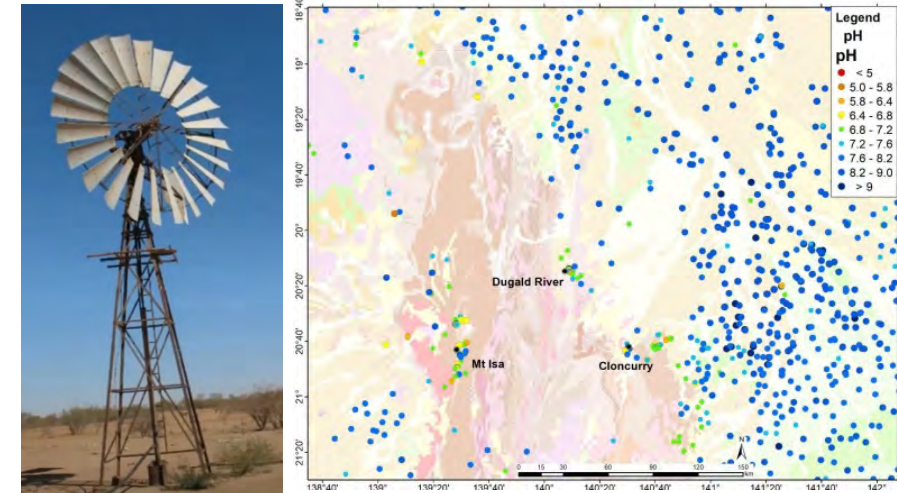 Legend
pH
pH
< 5
5.0 - 5.8
5.8 - 6.4
6.4 - 6.8
6.8 - 7.2
7.2 - 7.6
7.6 - 8.2
8.2 - 9.0
> 9
18°40'
19°
19°20'
19°40'
20°
20°20'
20°40'
21°
21°20'
Dugald River
Mt Isa
Cloncurry
N
0 15 30 60 90 120 150
km
138°40' 139° 139°20' 139°40' 140° 140°20' 140°40' 141° 141°20' 141°40' 142°